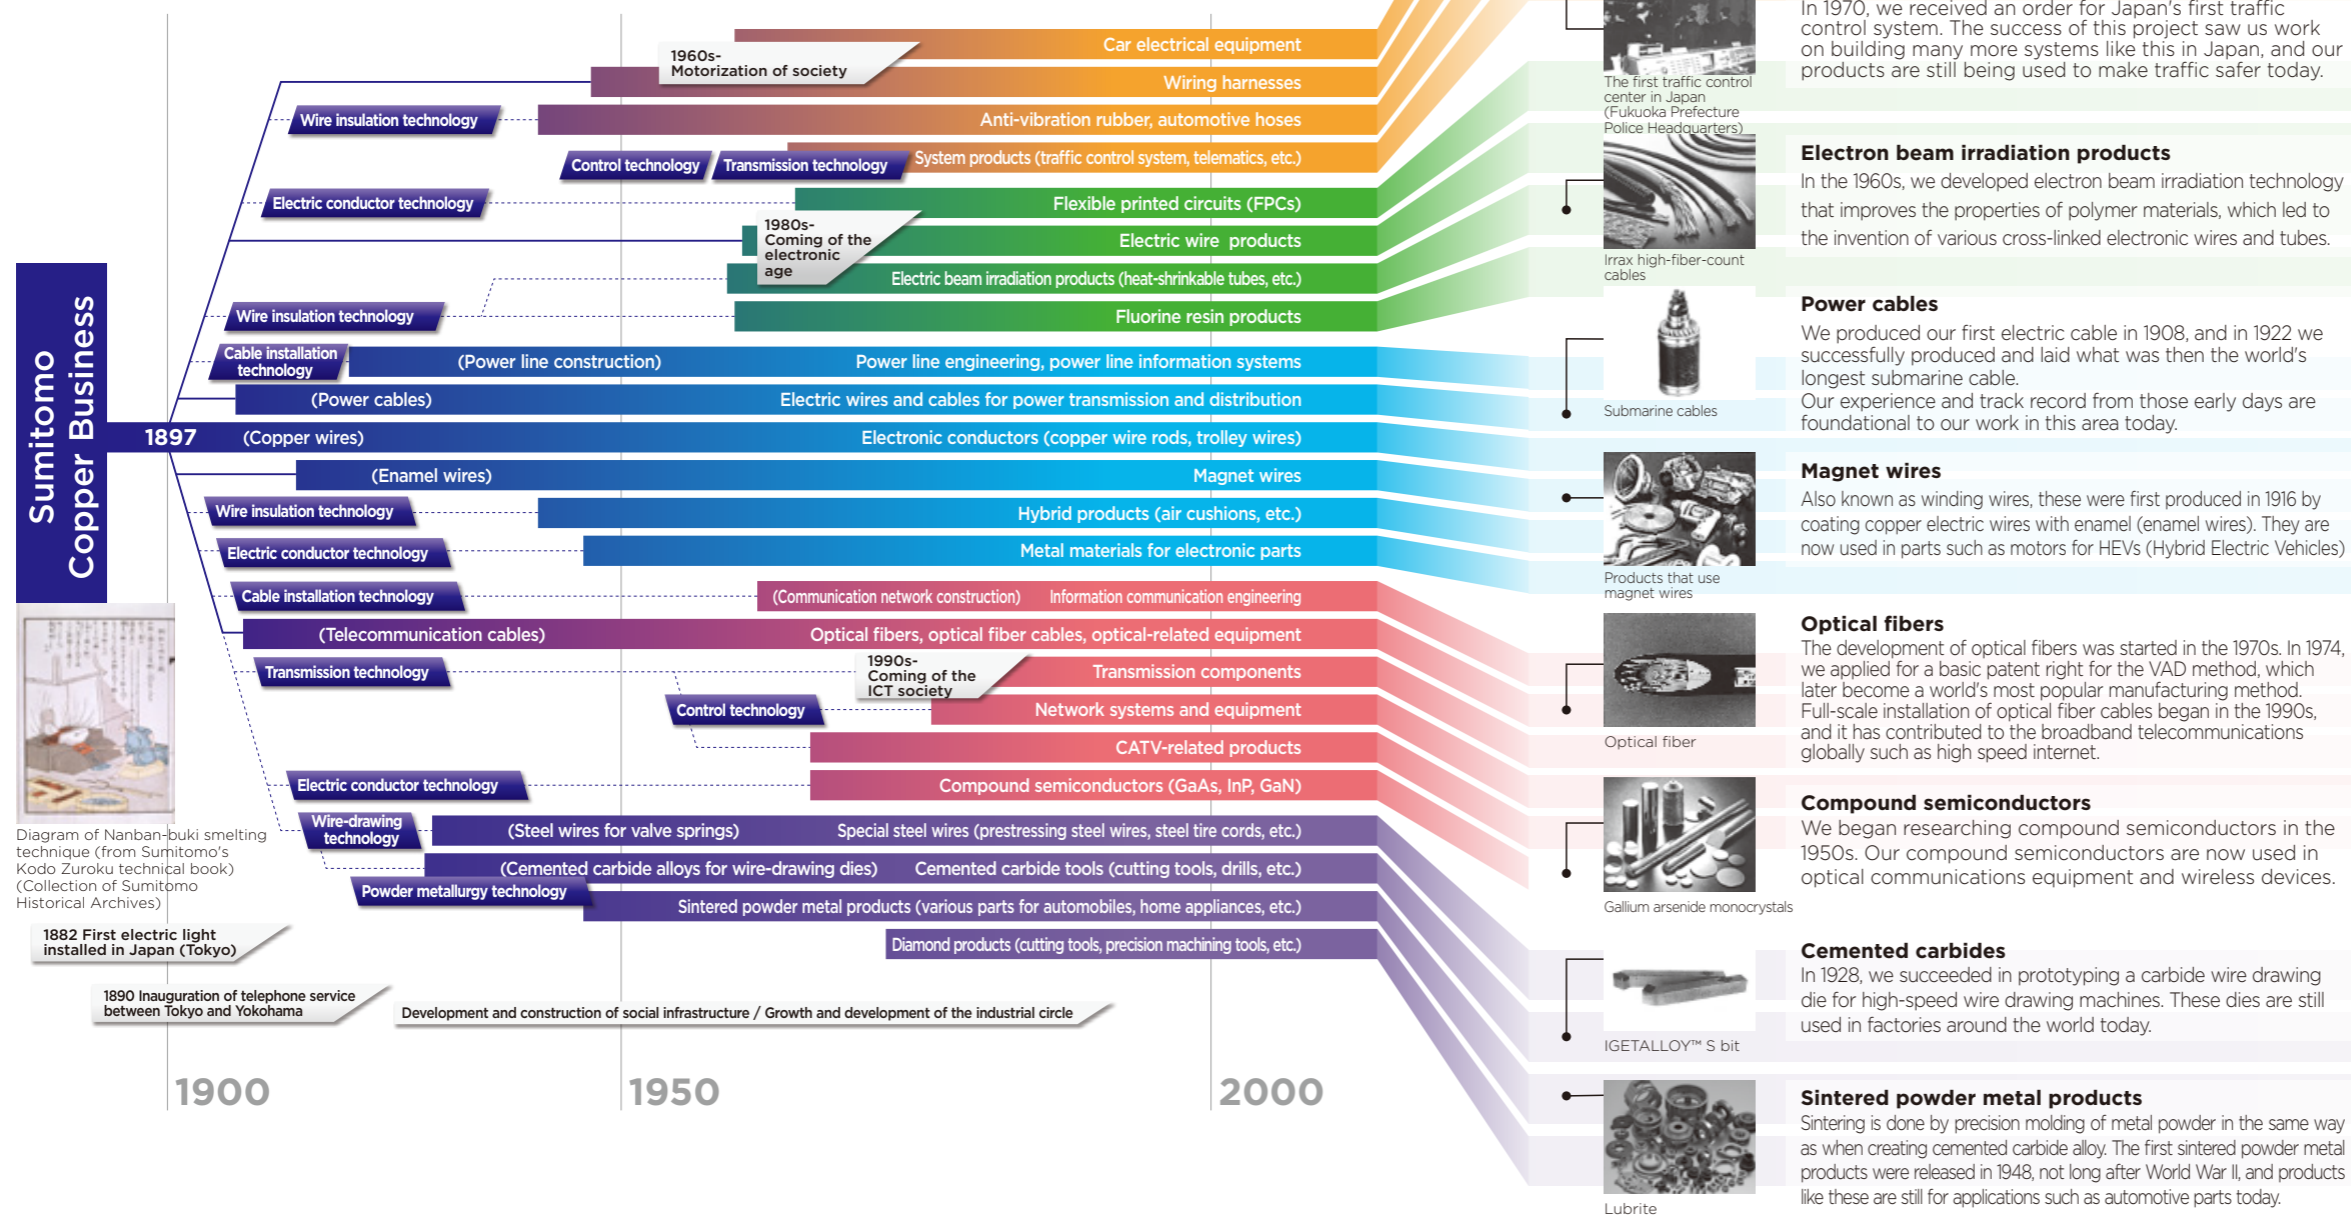 Sumitomo
Copper Business
1897
Car electrical equipment
1960s-
Motorization of society
Wiring harnesses
Wire insulation technology
Anti-vibration rubber, automotive hoses
Control technology
Transmission technology
System products (traffic control system, telematics, etc.)
Electric conductor technology
Flexible printed circuits (FPCs)
1980s-
Coming of the
electronic
age
Electric wire products
Electric beam irradiation products (heat-shrinkable tubes, etc.)
Wire insulation technology
Fluorine resin products
Cable installation
technology
(Power line construction)
Power line engineering, power line information systems
(Power cables)
Electric wires and cables for power transmission and distribution
(Copper wires)
Electronic conductors (copper wire rods, trolley wires)
(Enamel wires)
Magnet wires
Wire insulation technology
Hybrid products (air cushions, etc.)
Electric conductor technology
Metal materials for electronic parts
Cable installation technology
(Communication network construction)
Information communication engineering
(Telecommunication cables)
Optical fibers, optical fiber cables, optical-related equipment
1990s-
Coming of the
ICT society
Transmission technology
Transmission components
Control technology
Network systems and equipment
CATV-related products
Electric conductor technology
Compound semiconductors (GaAs, InP, GaN)
Wire-drawing
technology
(Steel wires for valve springs)
Special steel wires (prestressing steel wires, steel tire cords, etc.)
(Cemented carbide alloys for wire-drawing dies)
Cemented carbide tools (cutting tools, drills, etc.)
Powder metallurgy technology
Sintered powder metal products (various parts for automobiles, home appliances, etc.)
Diamond products (cutting tools, precision machining tools, etc.)
Diagram of Nanban-buki smelting
technique (from Sumitomo's
Kodo Zuroku technical book)
(Collection of Sumitomo
Historical Archives)
1882 First electric light
installed in Japan (Tokyo)
1890 Inauguration of telephone service
between Tokyo and Yokohama
Development and construction of social infrastructure / Growth and development of the industrial circle
1900
1950
2000
In 1970, we received an order for Japan's first traffic
control system. The success of this project saw us work
on building many more systems like this in Japan, and our
products are still being used to make traffic safer today.
The first traffic control
center in Japan
(Fukuoka Prefecture
Police Headquarters)
Electron beam irradiation products
In the 1960s, we developed electron beam irradiation technology
that improves the properties of polymer materials, which led to
the invention of various cross-linked electronic wires and tubes.
Irrax high-fiber-count
cables
Power cables
We produced our first electric cable in 1908, and in 1922 we
successfully produced and laid what was then the world's
longest submarine cable.
Our experience and track record from those early days are
foundational to our work in this area today.
Submarine cables
Magnet wires
Also known as winding wires, these were first produced in 1916 by
coating copper electric wires with enamel (enamel wires). They are
now used in parts such as motors for HEVs (Hybrid Electric Vehicles)
Products that use
magnet wires
Optical fibers
The development of optical fibers was started in the 1970s. In 1974,
we applied for a basic patent right for the VAD method, which
later become a world's most popular manufacturing method.
Full-scale installation of optical fiber cables began in the 1990s,
and it has contributed to the broadband telecommunications
globally such as high speed internet.
Optical fiber
Compound semiconductors
We began researching compound semiconductors in the
1950s. Our compound semiconductors are now used in
optical communications equipment and wireless devices.
Gallium arsenide monocrystals
Cemented carbides
In 1928, we succeeded in prototyping a carbide wire drawing
die for high-speed wire drawing machines. These dies are still
used in factories around the world today.
IGETALLOY™ S bit
Sintered powder metal products
Sintering is done by precision molding of metal powder in the same way
as when creating cemented carbide alloy. The first sintered powder metal
products were released in 1948, not long after World War II, and products
like these are still for applications such as automotive parts today.
Lubrite